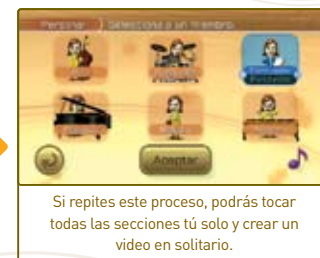 Personal Selecciona a un miembro.
Aceptar
Si repites este proceso, podrás tocar
todas las secciones tú solo y crear un
video en solitario.